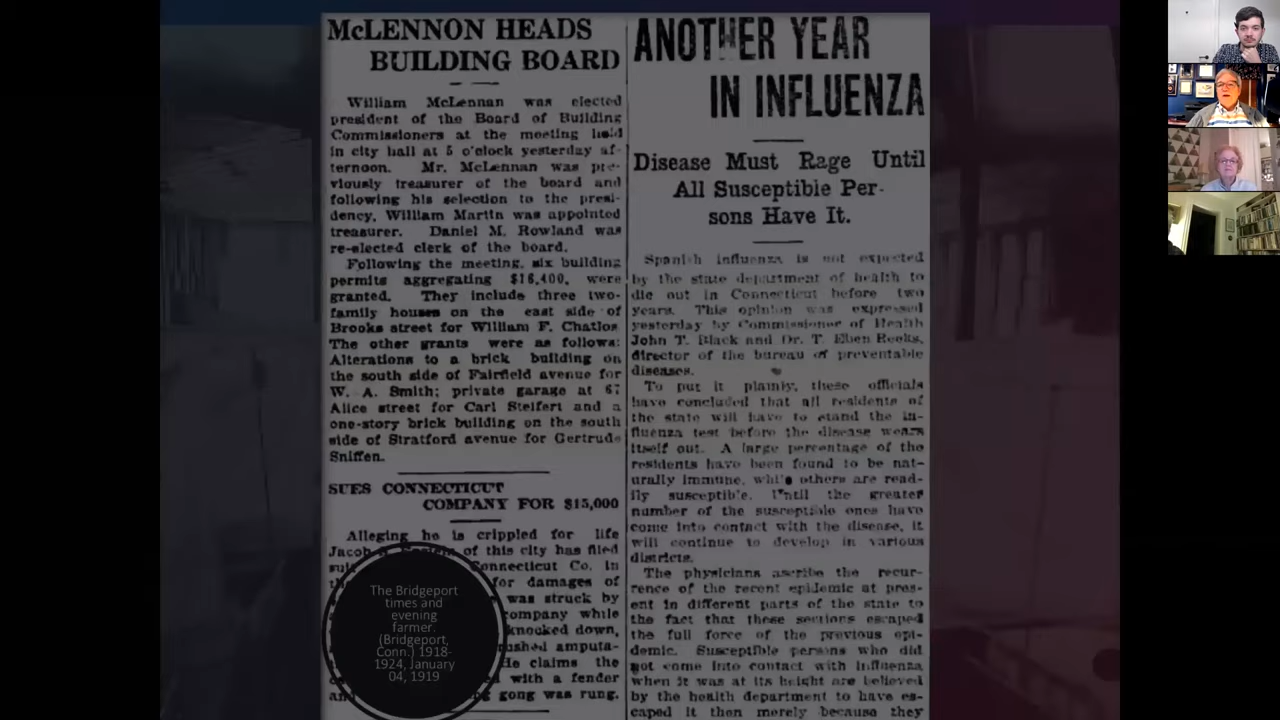 McLENNON HEADS
BUILDING BOARD
William McLennan was elected
president of the Board of Building
Commissioners at the meeting held
in city hall at 5 o'clock yesterday af-
ternoon. Mr. McLennan was pre-
viously treasurer of the board and
following his selection to the presi-
dency, William Martin was appointed
treasurer. Daniel M. Rowland was
re-elected clerk of the board.
Following the meeting, six building
permits aggregating $16,400, were
granted. They include three two-
family houses on the east side of
Brooks street for William F. Chatlos
The other grants were as follows:
Alterations to a brick building on
the south side of Fairfield avenue for
W. A. Smith; private garage at 67
Alice street for Carl Steifert and a
one-story brick building on the south
side of Stratford avenue for Gertrude
Sniffen.
SUES CONNECTICUT
COMPANY FOR $15,000
Alleging he is crippled for life
Jacob of this city has filed
Connecticut Co. in
for damages of
was struck by
company while
knocked down,
amputa-
He claims the
with a fender
gong was rung.
The Bridgeport
times and
evening
farmer.
(Bridgeport,
Conn.) 1918-
1924, January
04, 1919
ANOTHER YEAR
IN INFLUENZA
Disease Must Rage Until
All Susceptible Per-
sons Have It.
Spanish influenza is not expected
by the state department of health to
die out in Connecticut before two
years. This opinion was expressed
yesterday by Commissioner of Health
John T. Black and Dr. T. Eben Reeks,
director of the bureau of preventable
diseases.
To put it plainly, these officials
have concluded that all residents of
the state will have to stand the in-
fluenza test before the disease wears
itself out. A large percentage of the
residents have been found to be nat-
urally immune, while others are read-
ily susceptible. Until the greater
number of the susceptible ones have
come into contact with the disease, it
will continue to develop in various
districts.
The physicians ascribe the recur-
rence of the recent epidemic at pres-
ent in different parts of the state to
the fact that these sections escaped
the full force of the previous epi-
demic. Susceptible persons who did
not come into contact with influenza
when it was at its height are believed
by the health department to have es-
caped it then merely because they